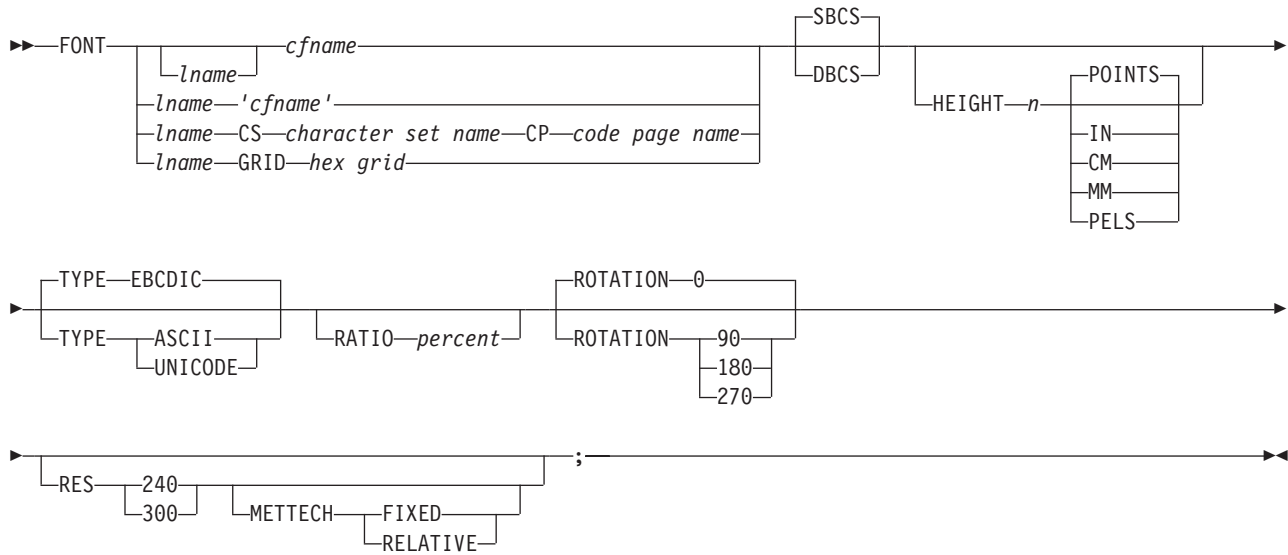 SBCS
FONT cfname
lname DBCS POINTS
lname 'cfname' HEIGHT n
lname CS character set name CP code page name IN
lname GRID hex grid CM
MM
PELS
TYPE EBCDIC ROTATION 0
TYPE ASCII RATIO percent ROTATION 90
UNICODE 180
270
;
RES 240
300 METTECH FIXED
RELATIVE